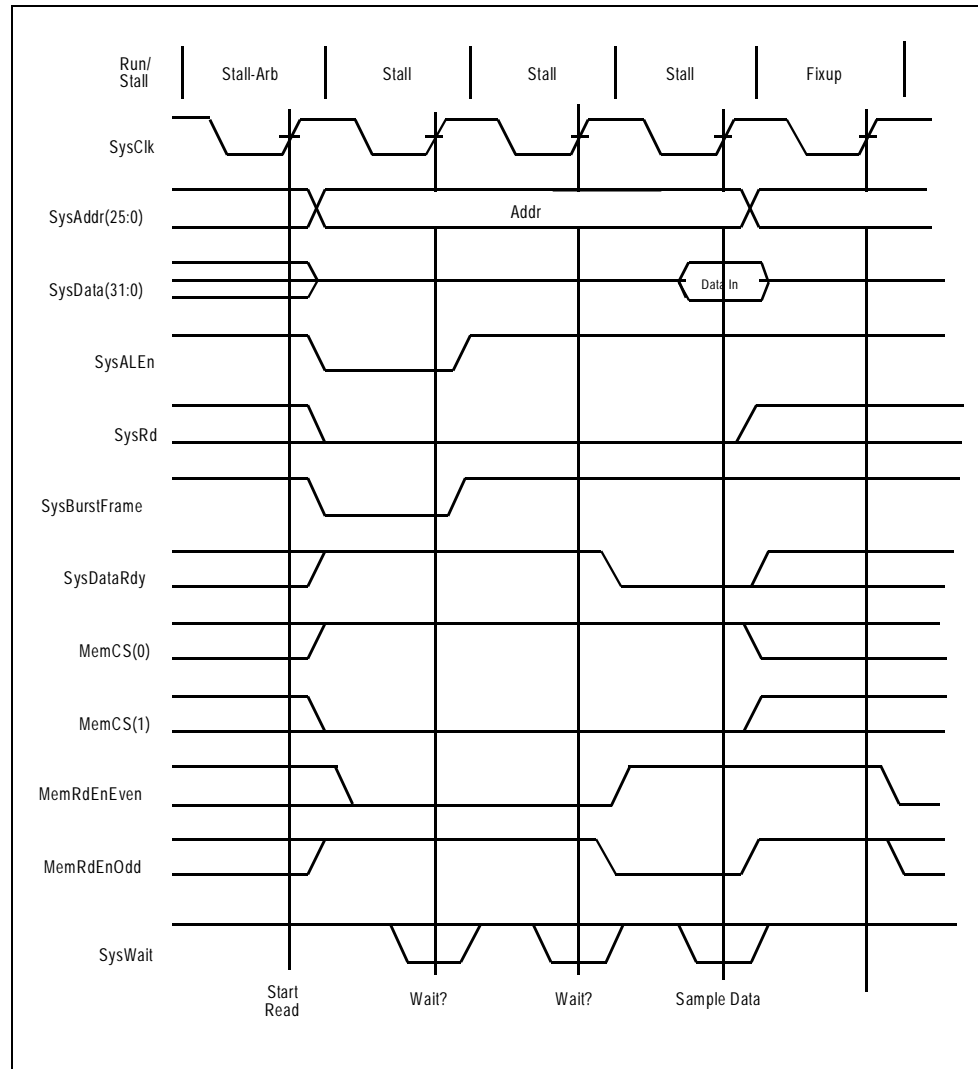 Run/
Stall
Stall-Arb
Stall
Stall
Stall
Fixup
SysClk
SysAddr(25:0)
Addr
SysData(31:0)
Data In
SysALEn
SysRd
SysBurstFrame
SysDataRdy
MemCS(0)
MemCS(1)
MemRdEnEven
MemRdEnOdd
SysWait
Start
Read
Wait?
Wait?
Sample Data